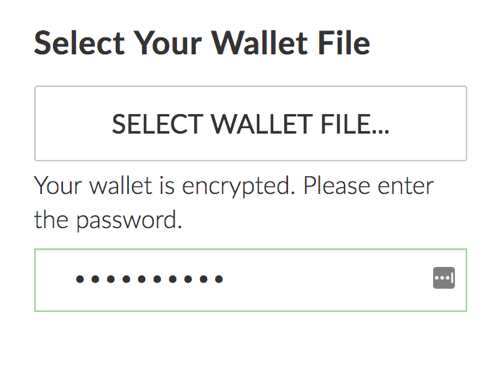 Select Your Wallet File
SELECT WALLET FILE...
Your wallet is encrypted. Please enter
the password.
••••••••••